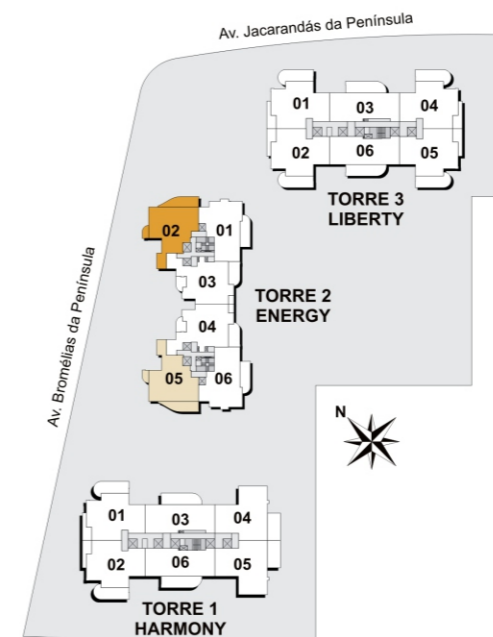 Av. Jacarandás da Península
01
03
04
02
06
05
TORRE 3
LIBERTY
Av. Bromélias da Península
02
01
03
04
05
06
TORRE 2
ENERGY
N
01
03
04
02
06
05
TORRE 1
HARMONY